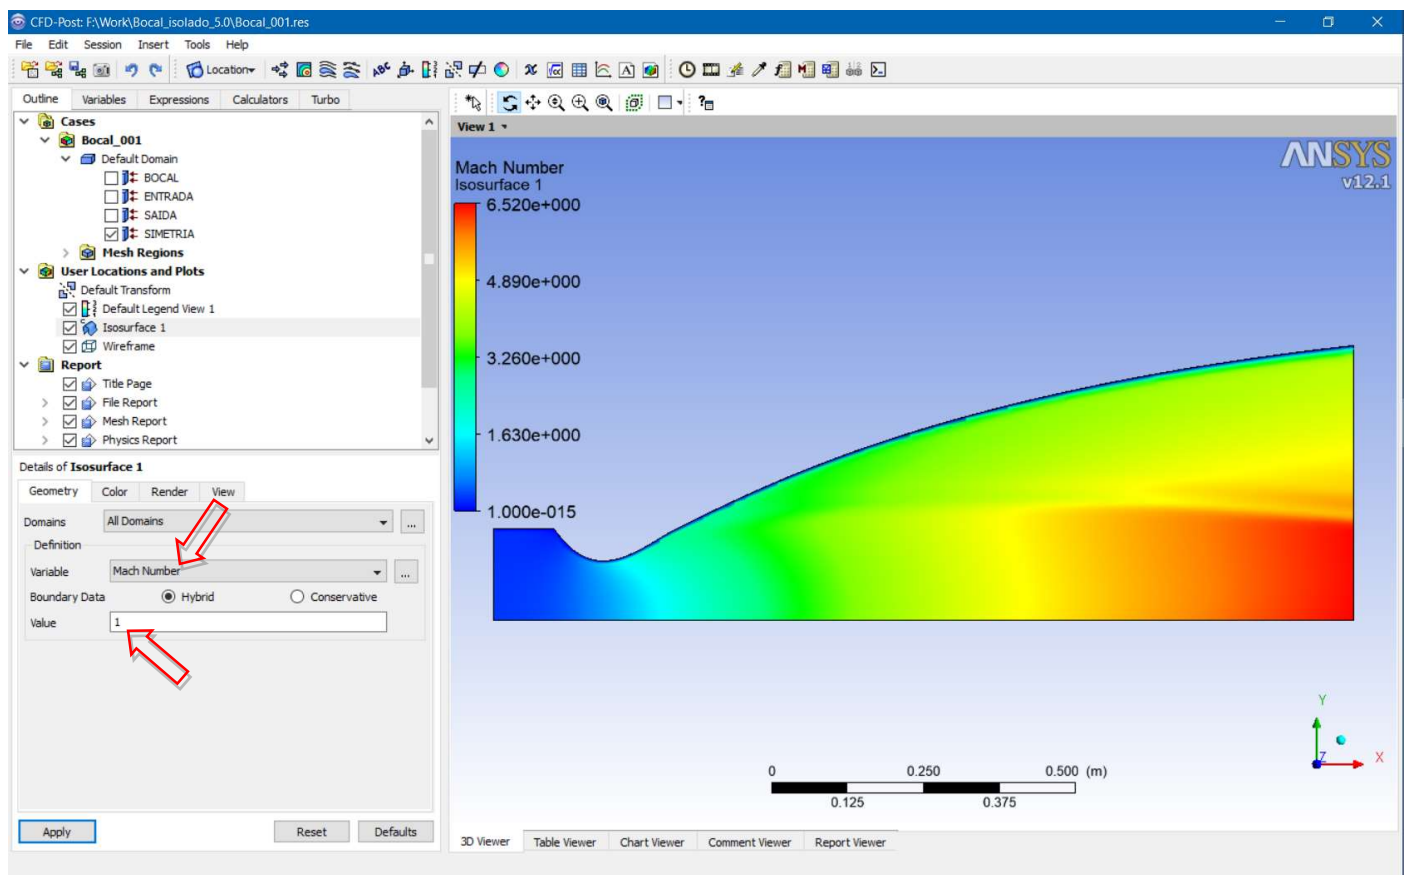 CFD-Post: F:\Work\Bocal_isolado_5.0\Bocal_001.res
File Edit Session Insert Tools Help
Location
Outline Variables Expressions Calculators Turbo
Cases
Bocal_001
Default Domain
BOCAL
ENTRADA
SAIDA
SIMETRIA
Mesh Regions
User Locations and Plots
Default Transform
Default Legend View 1
Isosurface 1
Wireframe
Report
Title Page
File Report
Mesh Report
Physics Report
Details of Isosurface 1
Geometry Color Render View
Domains All Domains ...
Definition
Variable Mach Number ...
Boundary Data Hybrid Conservative
Value 1
Apply Reset Defaults
View 1
Mach Number
Isosurface 1
6.520e+000
4.890e+000
3.260e+000
1.630e+000
1.000e-015
ANSYS
v12.1
Y
X
Z
0 0.250 0.500 (m)
0.125 0.375
3D Viewer Table Viewer Chart Viewer Comment Viewer Report Viewer